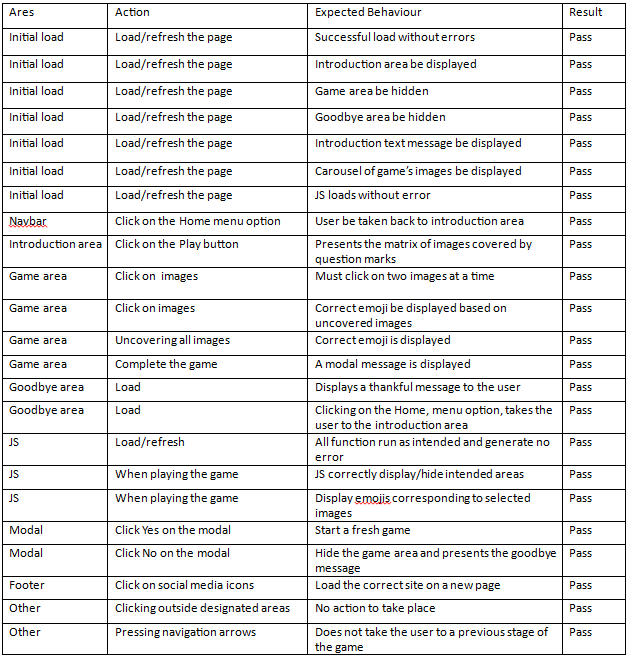 Ares Action Expected Behaviour Result
Initial load Load/refresh the page Successful load without errors Pass
Initial load Load/refresh the page Introduction area be displayed Pass
Initial load Load/refresh the page Game area be hidden Pass
Initial load Load/refresh the page Goodbye area be hidden Pass
Initial load Load/refresh the page Introduction text message be displayed Pass
Initial load Load/refresh the page Carousel of game's images be displayed Pass
Initial load Load/refresh the page JS loads without error Pass
Navbar Click on the Home menu option User be taken back to introduction area Pass
Introduction area Click on the Play button Presents the matrix of images covered by Pass
question marks
Game area Click on images Must click on two images at a time Pass
Game area Click on images Correct emoji be displayed based on Pass
uncovered images
Game area Uncovering all images Correct emoji is displayed Pass
Game area Complete the game A modal message is displayed Pass
Goodbye area Load Displays a thankful message to the user Pass
Goodbye area Load Clicking on the Home, menu option, takes the Pass
user to the introduction area
JS Load/refresh All function run as intended and generate no Pass
error
JS When playing the game JS correctly display/hide intended areas Pass
JS When playing the game Display emojis corresponding to selected Pass
images
Modal Click Yes on the modal Start a fresh game Pass
Modal Click No on the modal Hide the game area and presents the goodbye Pass
message
Footer Click on social media icons Load the correct site on a new page Pass
Other Clicking outside designated areas No action to take place Pass
Other Pressing navigation arrows Does not take the user to a previous stage of Pass
the game